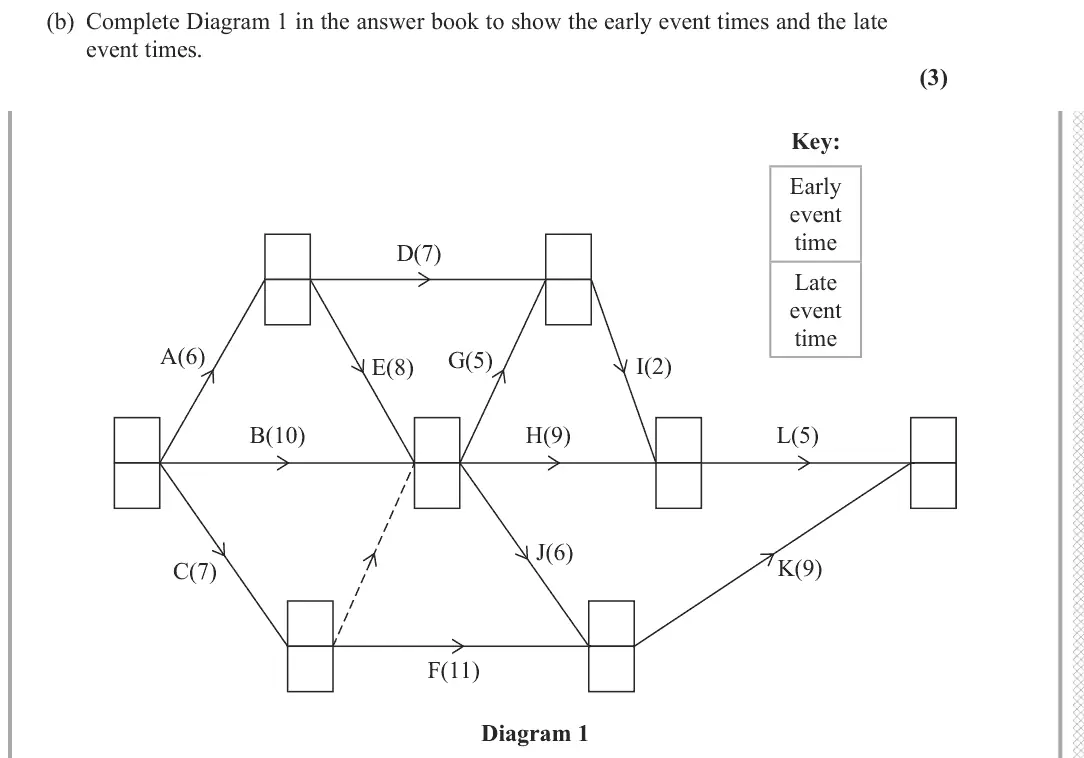 (b) Complete Diagram 1 in the answer book to show the early event times and the late
event times.
(3)
Key:
Early
event
time
Late
event
time
D(7)
A(6)
E(8)
G(5)
I(2)
B(10)
H(9)
L(5)
C(7)
J(6)
K(9)
F(11)
Diagram 1